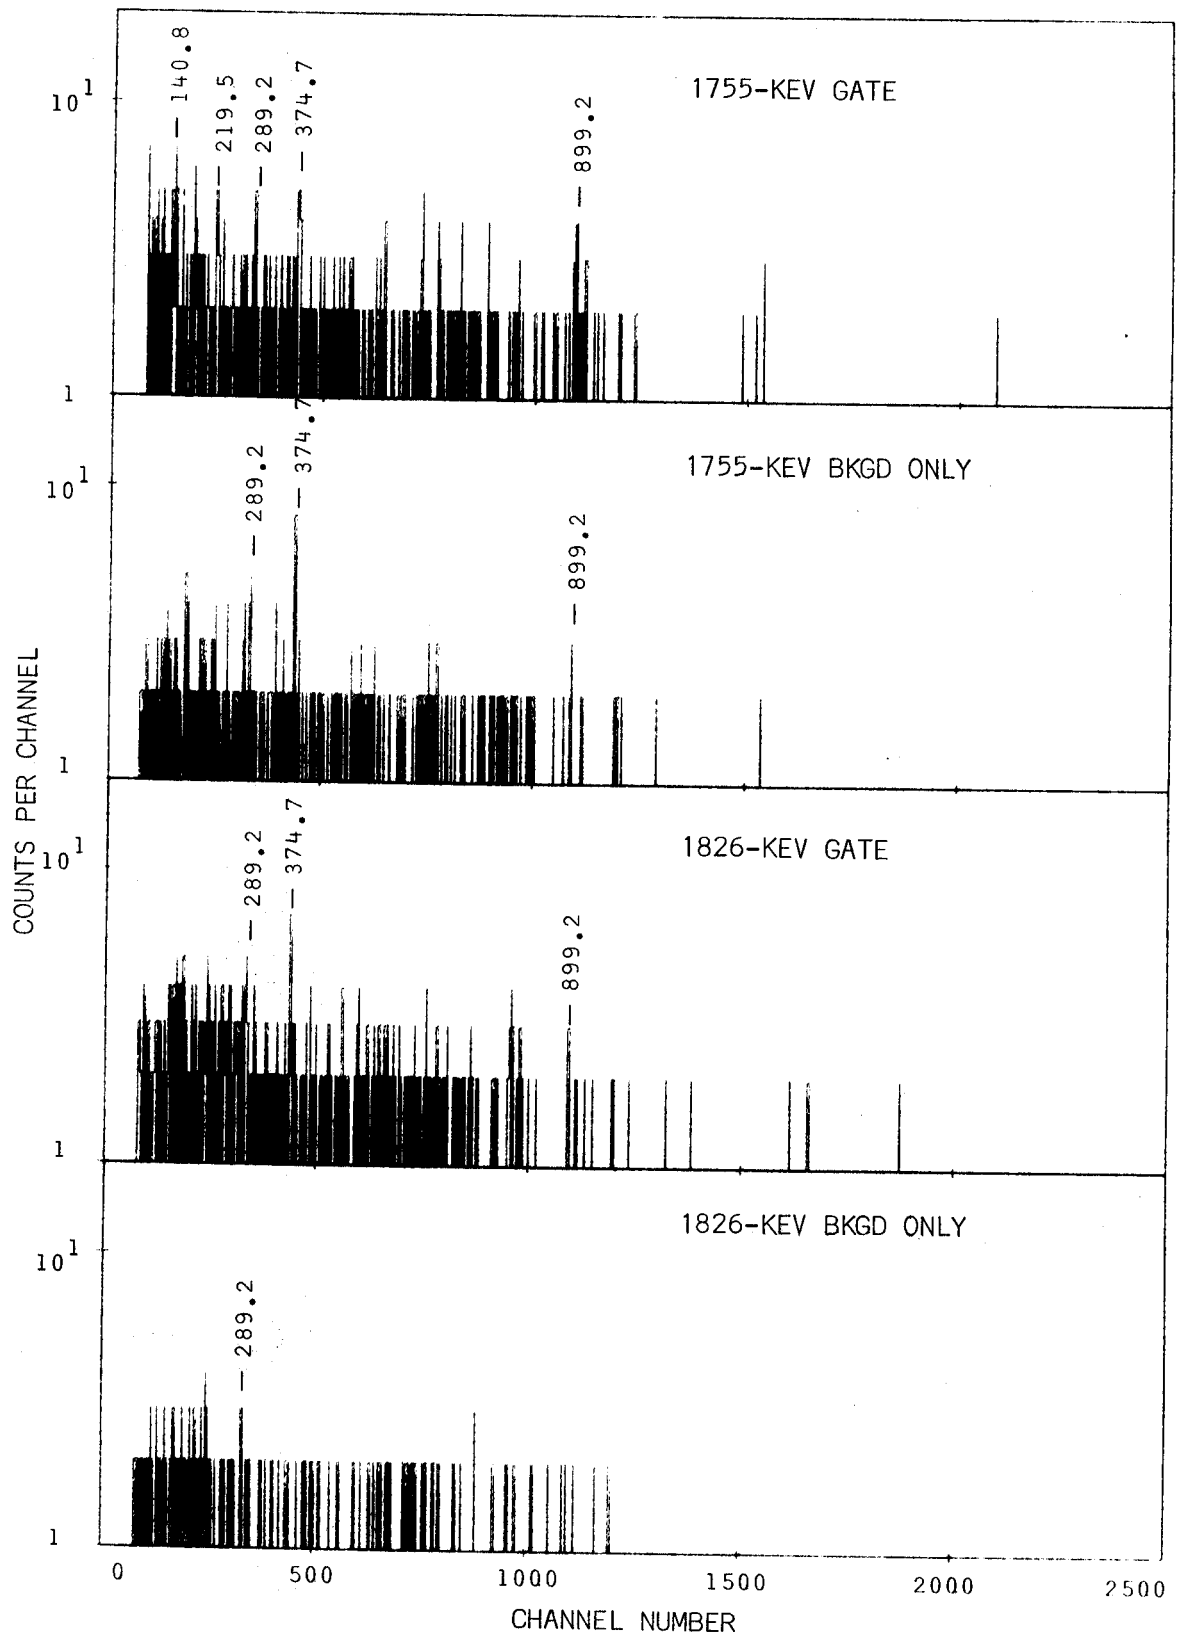 1755-KEV GATE
10¹
— 140.8
— 219.5
— 289.2
— 374.7
— 899.2
1
1755-KEV BKGD ONLY
10¹
— 289.2
— 374.7
— 899.2
1
COUNTS PER CHANNEL
1826-KEV GATE
10¹
— 289.2
— 374.7
— 899.2
1
1826-KEV BKGD ONLY
10¹
— 289.2
1
0 500 1000 1500 2000 2500
CHANNEL NUMBER